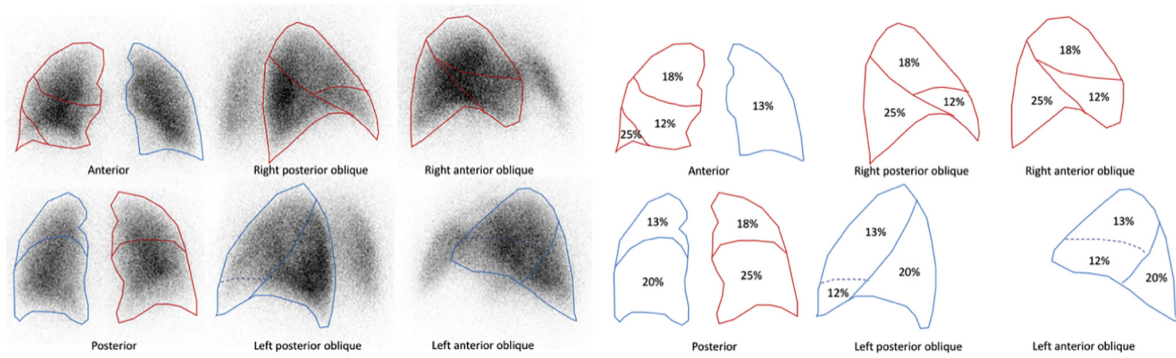 18%
12%
25%
13%
18%
25%
12%
18%
25%
12%
Anterior
Right posterior oblique
Right anterior oblique
Anterior
Right posterior oblique
Right anterior oblique
13%
20%
18%
25%
13%
20%
12%
13%
12%
20%
Posterior
Left posterior oblique
Left anterior oblique
Posterior
Left posterior oblique
Left anterior oblique